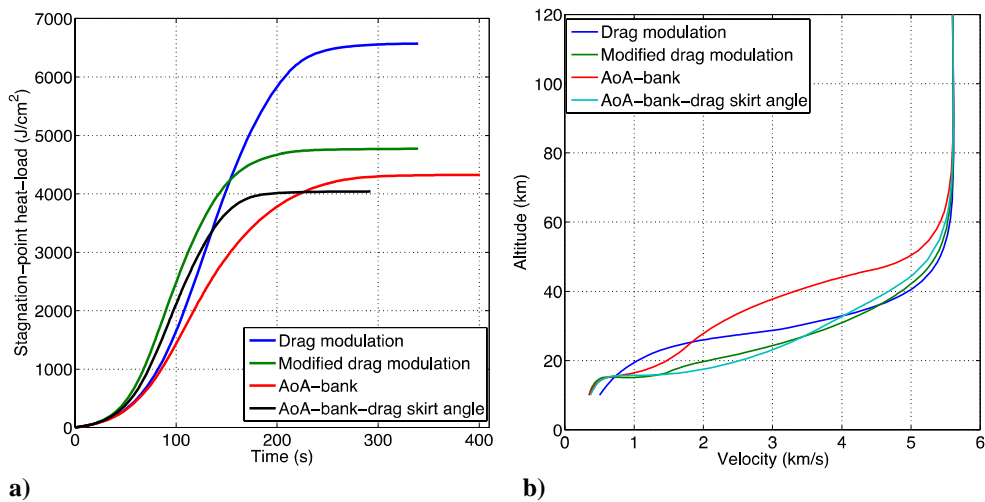 7000
6000
5000
4000
3000
2000
1000
0
0
100
200
300
400
Stagnation-point heat-load (J/cm²)
Time (s)
Drag modulation
Modified drag modulation
AoA-bank
AoA-bank-drag skirt angle
a)
120
100
80
60
40
20
0
0
1
2
3
4
5
6
Altitude (km)
Velocity (km/s)
Drag modulation
Modified drag modulation
AoA-bank
AoA-bank-drag skirt angle
b)